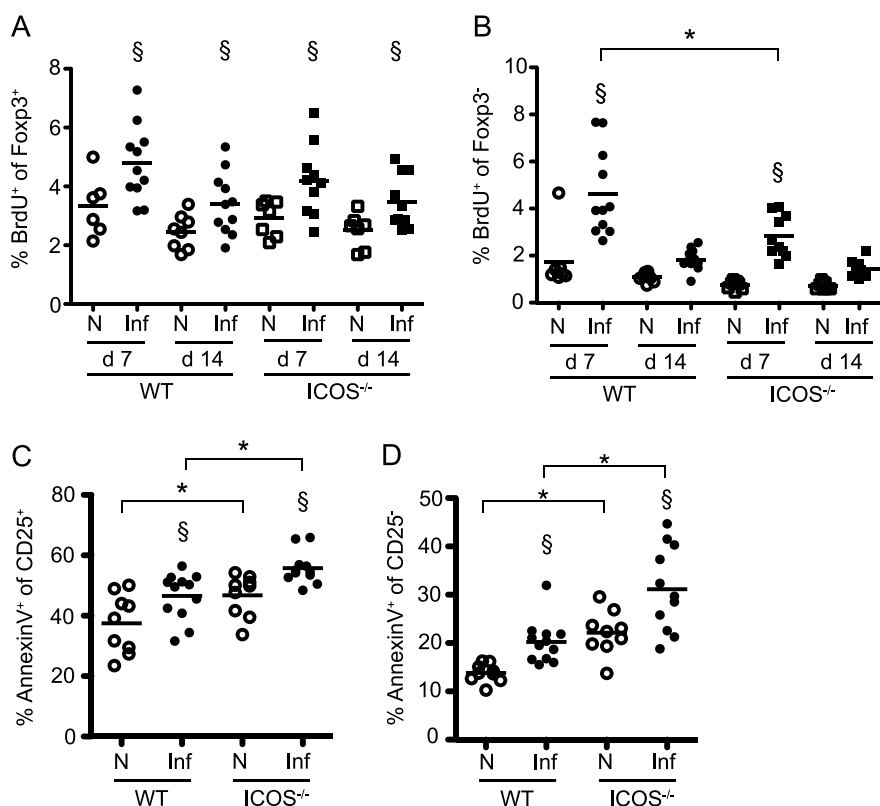 A
% BrdU⁺ of Foxp3⁺
8
6
4
2
0
§ § § §
N Inf N Inf N Inf N Inf
d 7 d 14 d 7 d 14
WT ICOS⁻/⁻
B
% BrdU⁺ of Foxp3⁻
10
8
6
4
2
0
*
§ §
N Inf N Inf N Inf N Inf
d 7 d 14 d 7 d 14
WT ICOS⁻/⁻
C
% AnnexinV⁺ of CD25⁺
80
60
40
20
0
*
*
§ §
N Inf N Inf
WT ICOS⁻/⁻
D
% AnnexinV⁺ of CD25⁻
50
40
30
20
10
0
*
*
§ §
N Inf N Inf
WT ICOS⁻/⁻